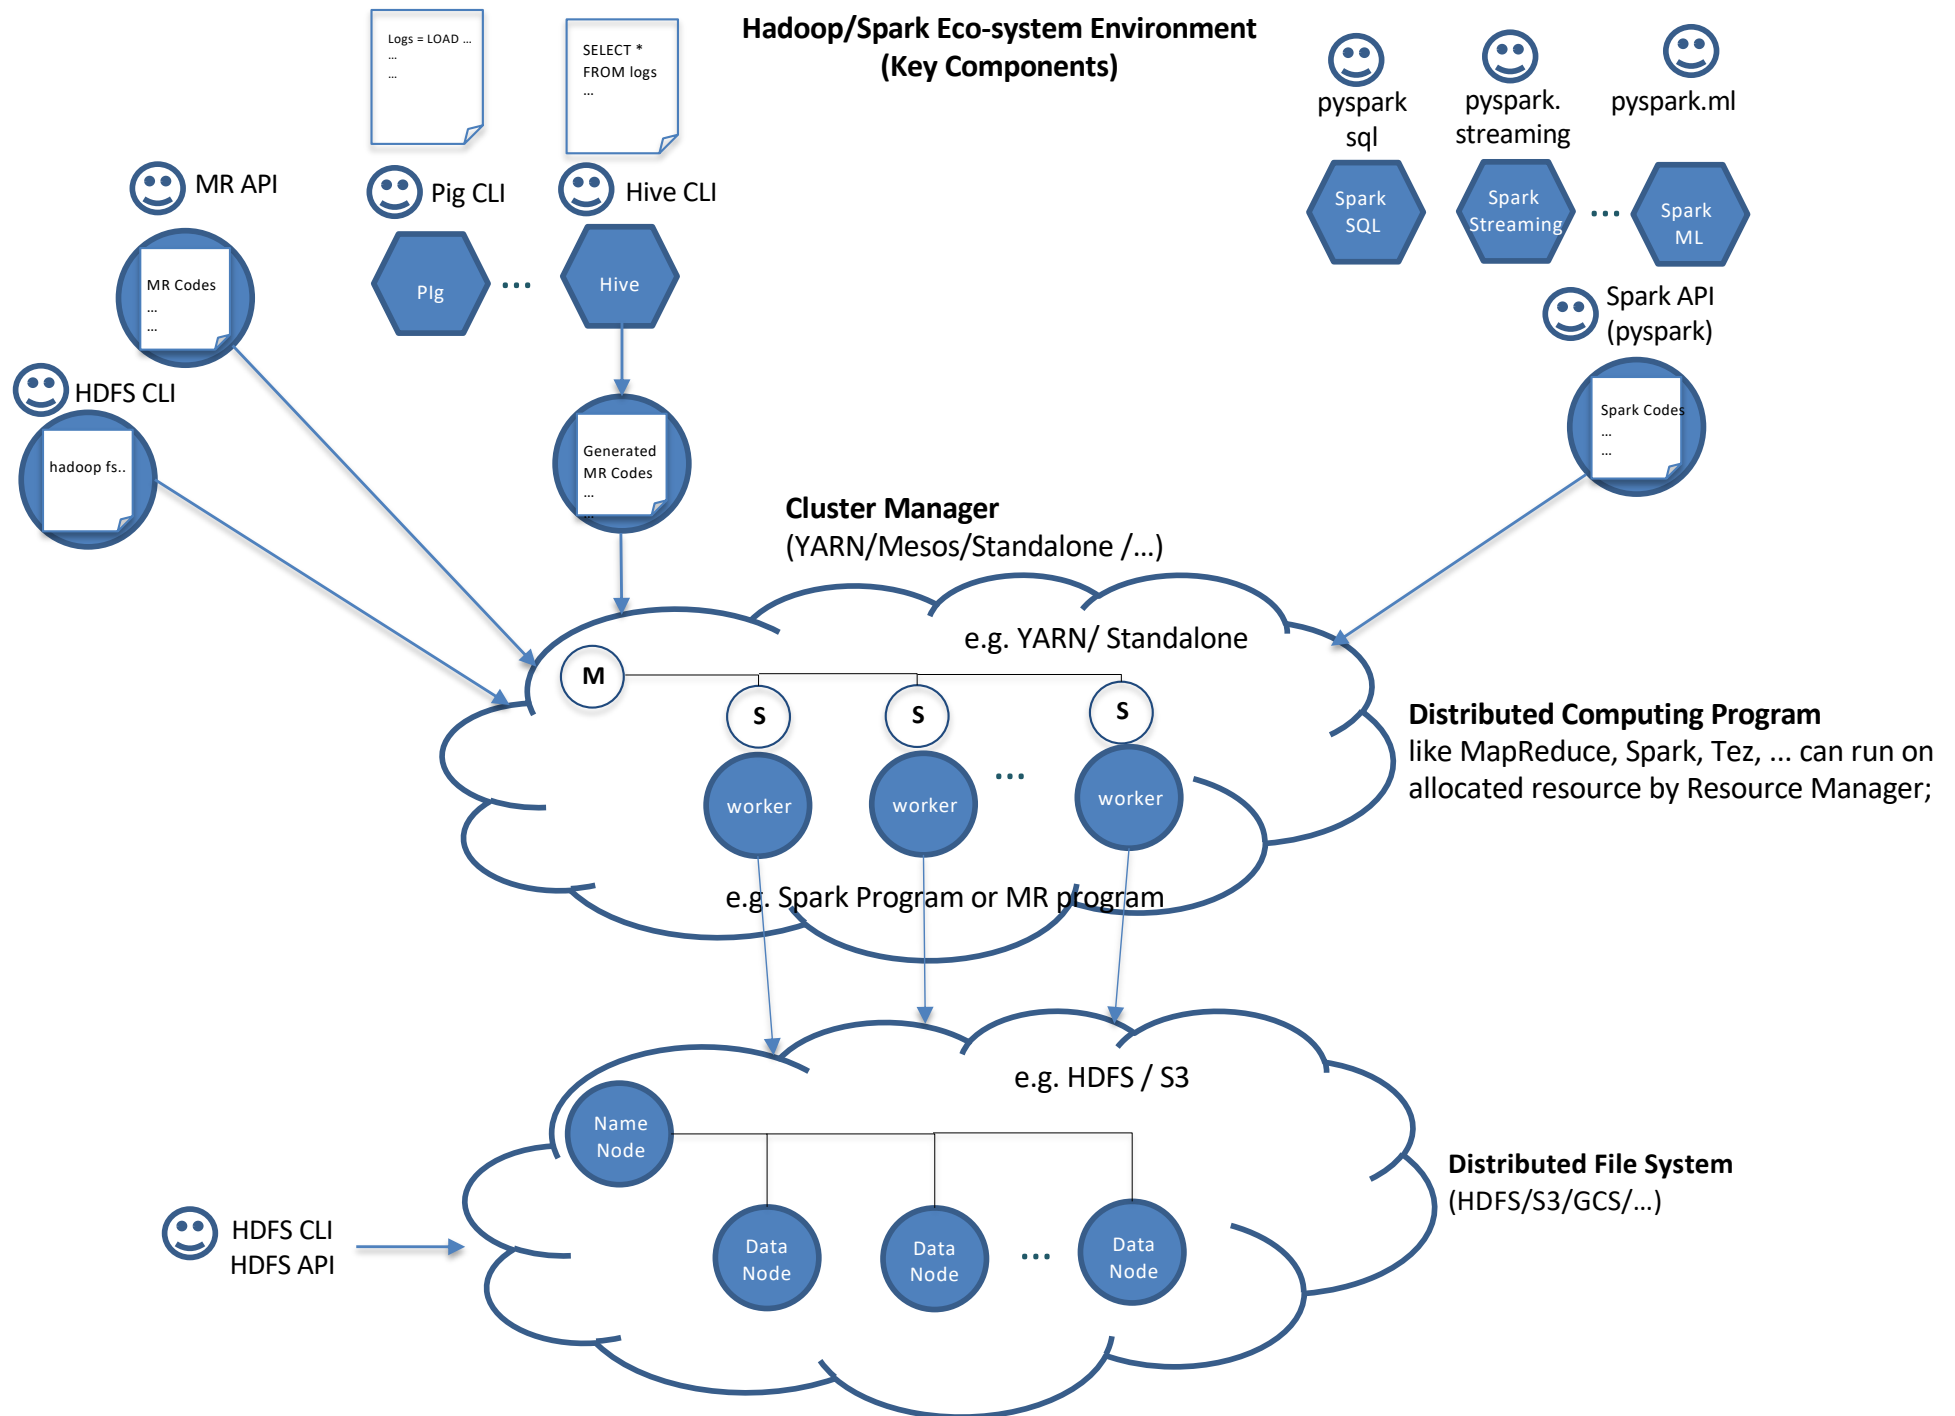 Hadoop/Spark Eco-system Environment
(Key Components)
Logs = LOAD ...
...
...
SELECT *
FROM logs
...
pyspark
sql
pyspark.
streaming
pyspark.ml
MR API
Pig CLI
Hive CLI
Spark
SQL
Spark
Streaming
...
Spark
ML
MR Codes
...
...
PIg
...
Hive
Spark API
(pyspark)
HDFS CLI
hadoop fs..
Generated
MR Codes
...
...
Spark Codes
...
...
Cluster Manager
(YARN/Mesos/Standalone /...)
e.g. YARN/ Standalone
M
S
S
S
worker
worker
...
worker
Distributed Computing Program
like MapReduce, Spark, Tez, ... can run on
allocated resource by Resource Manager;
e.g. Spark Program or MR program
e.g. HDFS / S3
Name
Node
Distributed File System
(HDFS/S3/GCS/...)
HDFS CLI
HDFS API
Data
Node
Data
Node
...
Data
Node